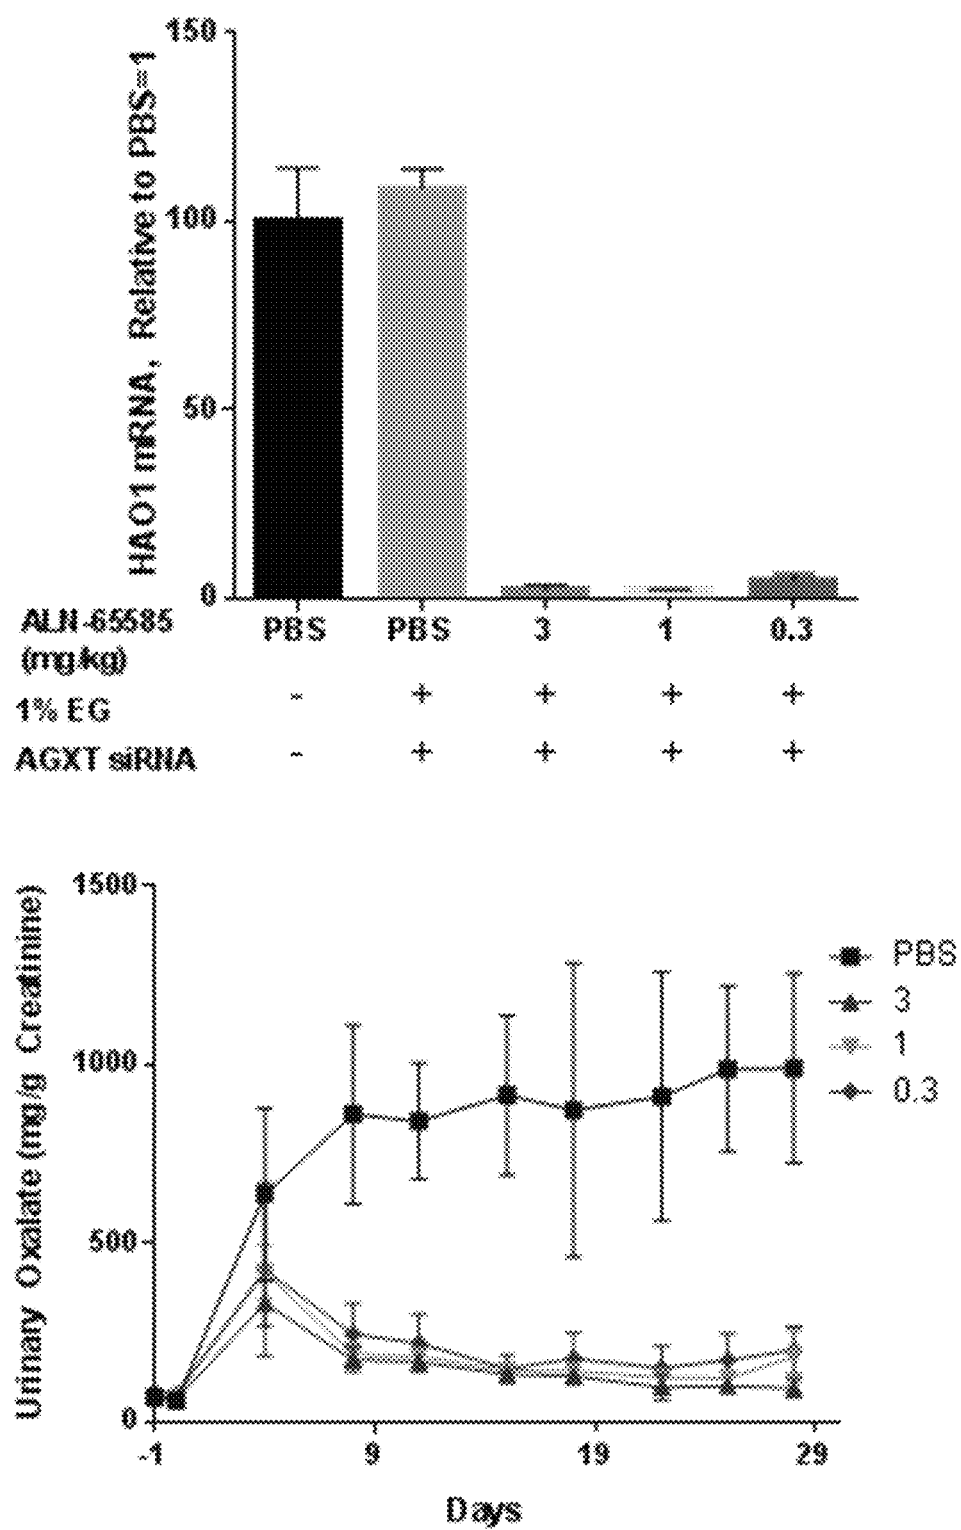 150
100
50
0
HAO1 mRNA, Relative to PBS=1
ALN-65585
(mg/kg)
PBS PBS 3 1 0.3
1% EG - + + + +
AGXT siRNA - + + + +
1500
1000
500
0
Urinary Oxalate (mg/g Creatinine)
-1 9 19 29
Days
PBS
3
1
0.3